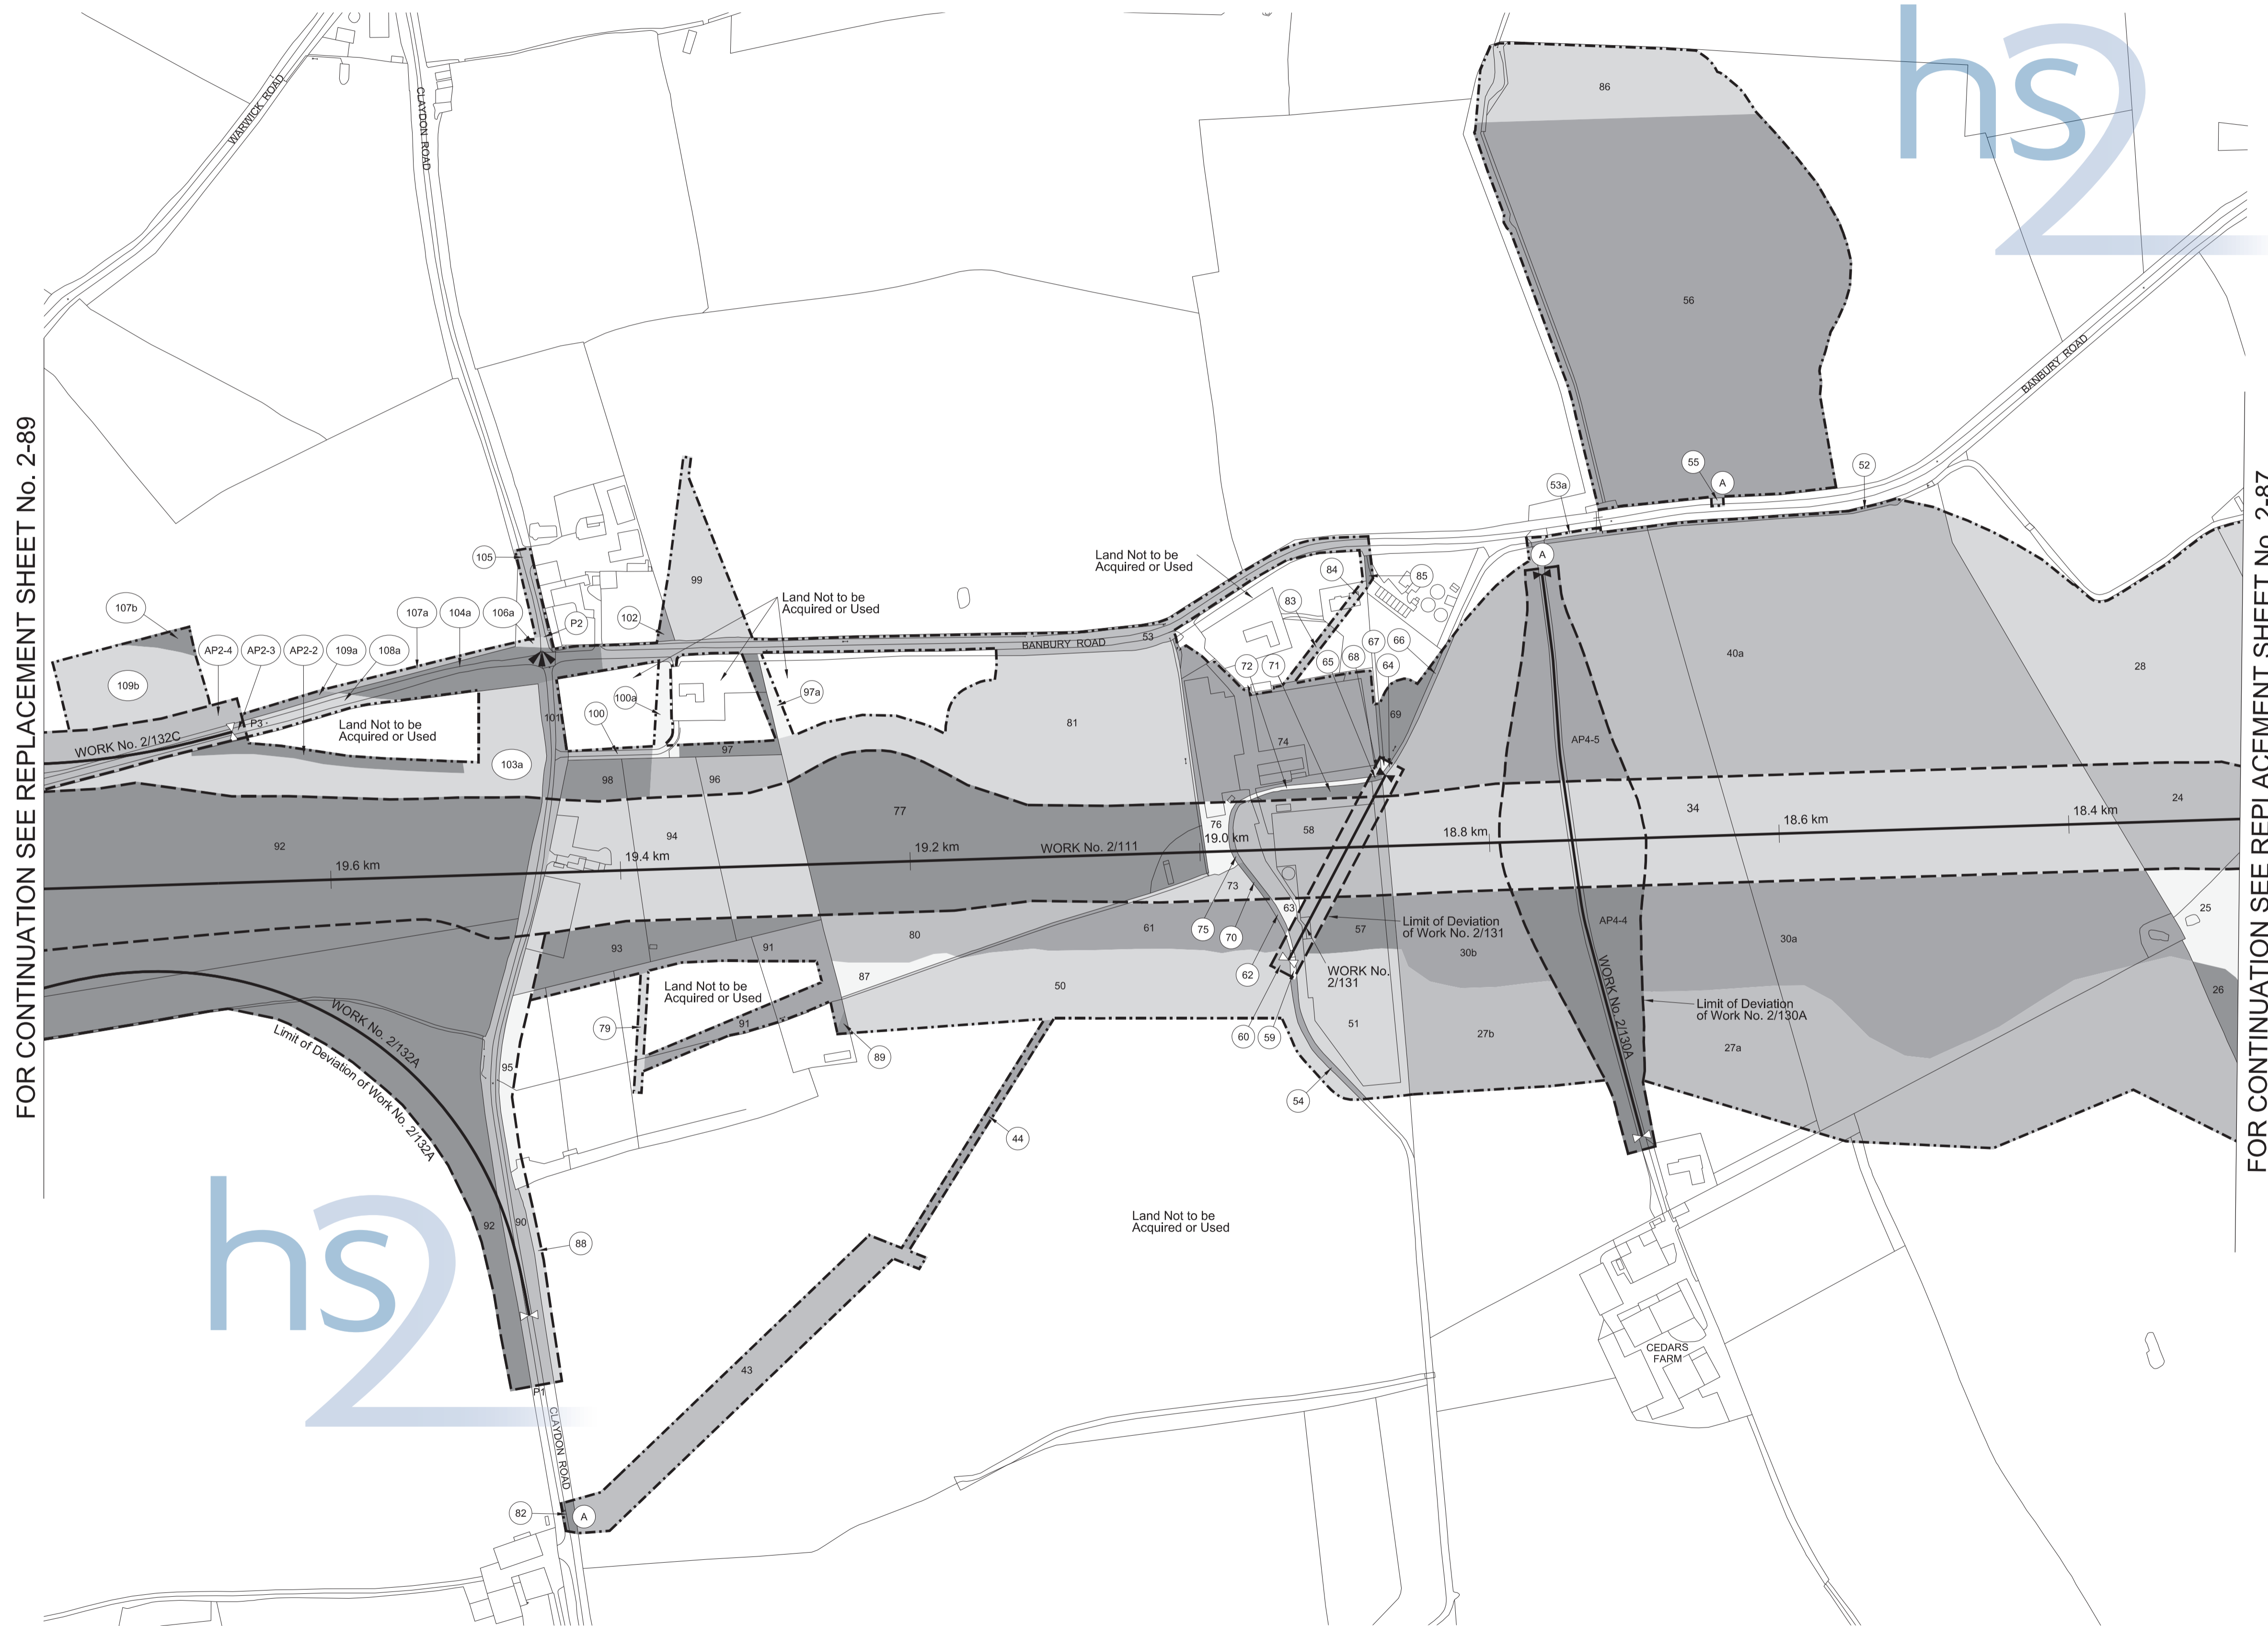 hs2
86
WARWICK ROAD
CLAYDON ROAD
56
BANBURY ROAD
FOR CONTINUATION SEE REPLACEMENT SHEET No. 2-89
FOR CONTINUATION SEE REPLACEMENT SHEET No. 2-87
55
A
52
53a
105
99
Land Not to be
Acquired or Used
A
84
85
107b
107a
104a
106a
P2
102
Land Not to be
Acquired or Used
83
53
BANBURY ROAD
AP2-4
AP2-3
AP2-2
109a
108a
109b
100a
97a
72
71
65
68
67
66
64
40a
28
P3
Land Not to be
Acquired or Used
100
101
81
69
WORK No. 2/132C
103a
97
74
AP4-5
98
96
77
76
58
34
24
92
94
19.6 km
19.4 km
19.2 km
WORK No. 2/111
19.0 km
18.8 km
18.6 km
18.4 km
73
63
75
70
93
91
80
61
57
Limit of Deviation
of Work No. 2/131
AP4-4
30b
30a
25
87
62
WORK No.
2/131
50
51
26
Land Not to be
Acquired or Used
79
91
89
60
59
27b
27a
WORK No. 2/130A
Limit of Deviation
of Work No. 2/130A
WORK No. 2/132A
Limit of Deviation of Work No. 2/132A
95
54
44
Land Not to be
Acquired or Used
92
90
88
hs2
43
CEDARS
FARM
P1
CLAYDON ROAD
82
A